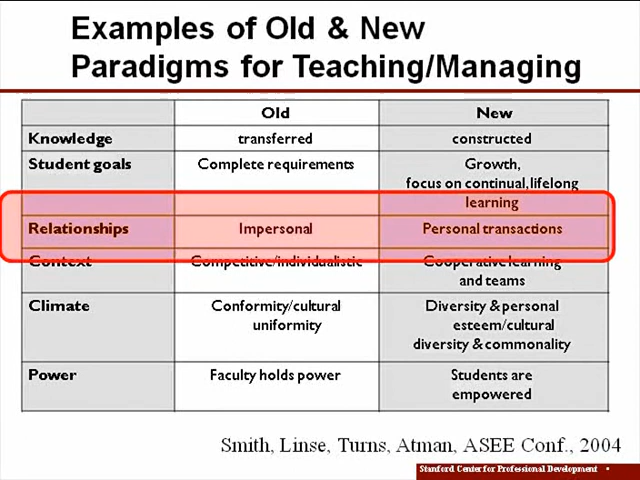 Examples of Old & New
Paradigms for Teaching/Managing
Old New
Knowledge transferred constructed
Student goals Complete requirements Growth,
focus on continual, lifelong
learning
Relationships Impersonal Personal transactions
Context Competitive/individualistic Cooperative learning
and teams
Climate Conformity/cultural Diversity & personal
uniformity esteem/cultural
diversity & commonality
Power Faculty holds power Students are
empowered
Smith, Linse, Turns, Atman, ASEE Conf., 2004
Stanford Center for Professional Development •